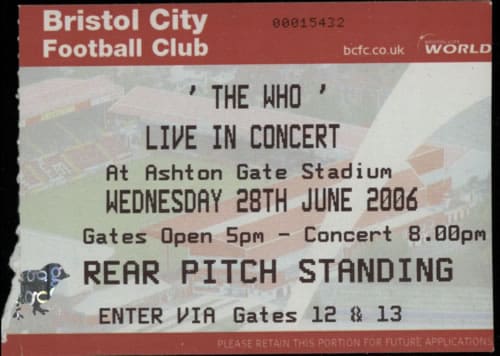 Bristol City
Football Club
00015432
bcfc.co.uk
BRISTOL CITY
WORLD
' THE WHO '
LIVE IN CONCERT
At Ashton Gate Stadium
WEDNESDAY 28TH JUNE 2006
Gates Open 5pm - Concert 8.00pm
REAR PITCH STANDING
ENTER VIA Gates 12 & 13
PLEASE RETAIN THIS PORTION FOR FUTURE APPLICATIONS